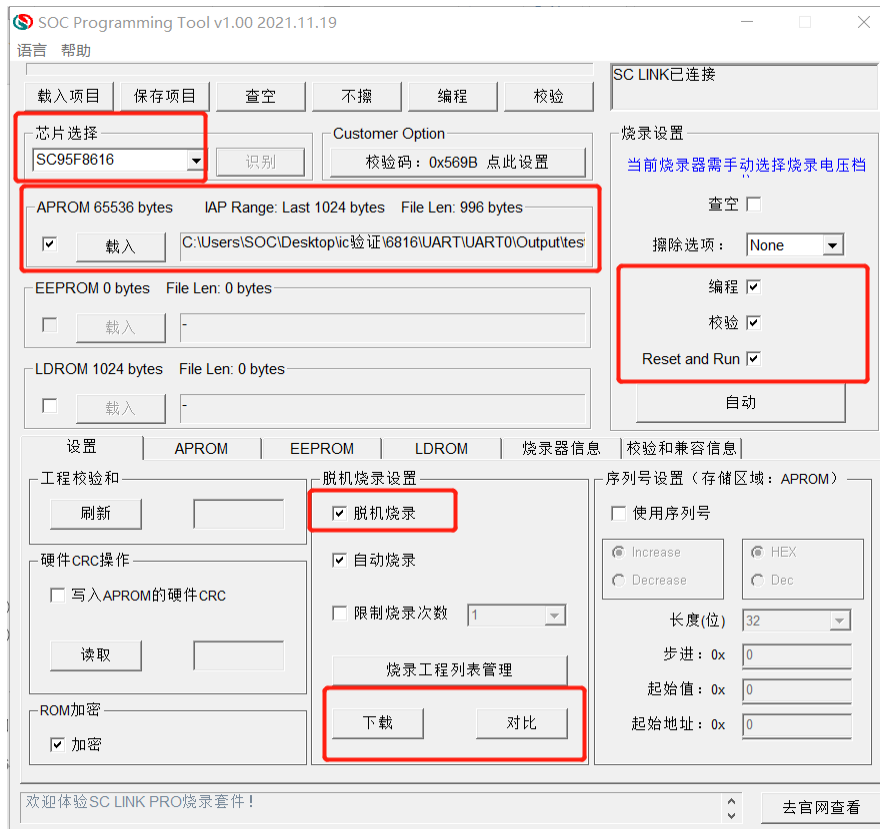 SOC Programming Tool v1.00 2021.11.19
语言 帮助
载入项目 保存项目 查空 不擦 编程 校验
SC LINK已连接
芯片选择
SC95F8616
识别
Customer Option
校验码：0x569B 点此设置
烧录设置
当前烧录器需手动选择烧录电压档
查空
擦除选项： None
编程
校验
Reset and Run
自动
APROM 65536 bytes IAP Range: Last 1024 bytes File Len: 996 bytes
载入 C:\Users\SOC\Desktop\ic验证\6816\UART\UART0\Output\test
EEPROM 0 bytes File Len: 0 bytes
载入 -
LDROM 1024 bytes File Len: 0 bytes
载入 -
设置 APROM EEPROM LDROM 烧录器信息 校验和兼容信息
工程校验和
刷新
硬件CRC操作
写入APROM的硬件CRC
读取
ROM加密
加密
脱机烧录设置
脱机烧录
自动烧录
限制烧录次数 1
烧录工程列表管理
下载 对比
序列号设置（存储区域：APROM）
使用序列号
Increase HEX
Decrease Dec
长度(位) 32
步进：0x 0
起始值：0x 0
起始地址：0x 0
欢迎体验SC LINK PRO烧录套件！
去官网查看